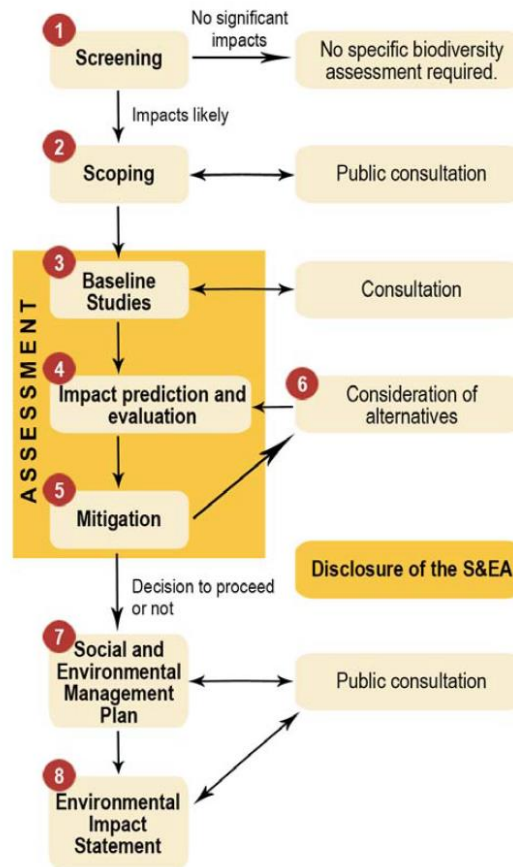 1
Screening
No significant
impacts
No specific biodiversity
assessment required.
Impacts likely
2
Scoping
Public consultation
ASSESSMENT
3
Baseline
Studies
Consultation
4
Impact prediction and
evaluation
6
Consideration of
alternatives
5
Mitigation
Disclosure of the S&EA
Decision to proceed
or not
7
Social and
Environmental
Management
Plan
Public consultation
8
Environmental
Impact
Statement